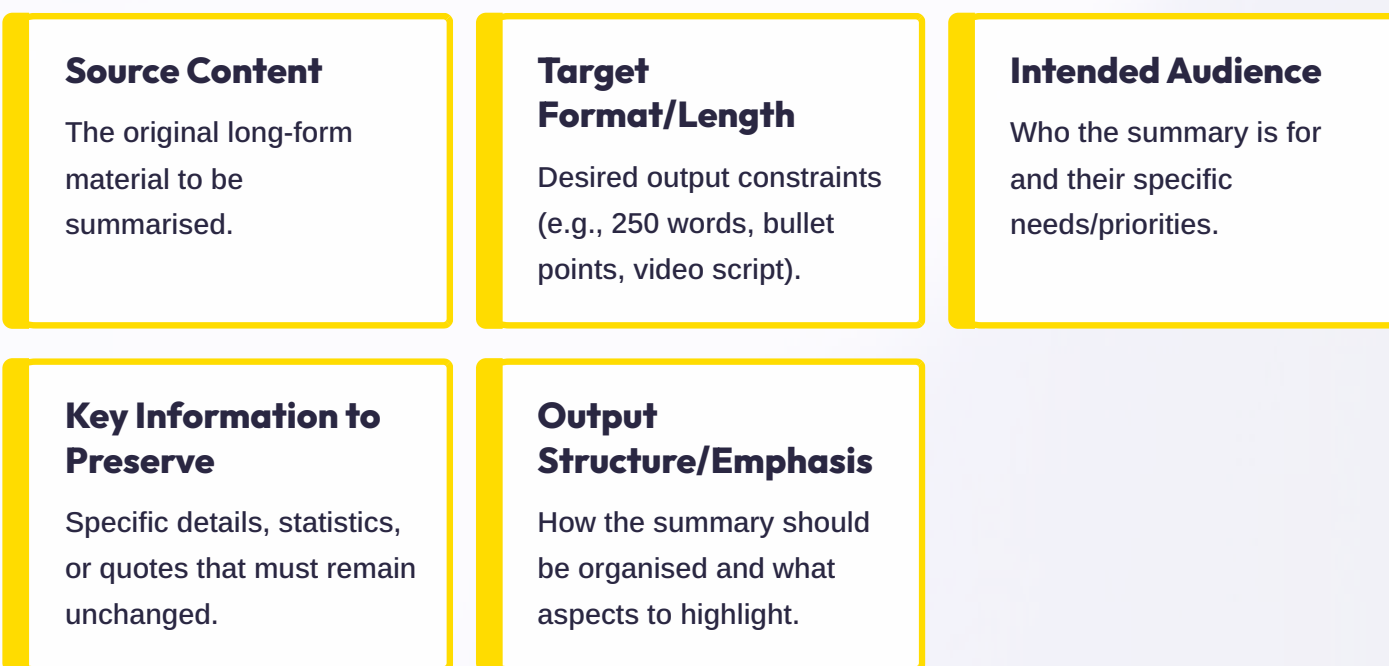 Source Content
The original long-form
material to be
summarised.
Target
Format/Length
Desired output constraints
(e.g., 250 words, bullet
points, video script).
Intended Audience
Who the summary is for
and their specific
needs/priorities.
Key Information to
Preserve
Specific details, statistics,
or quotes that must remain
unchanged.
Output
Structure/Emphasis
How the summary should
be organised and what
aspects to highlight.